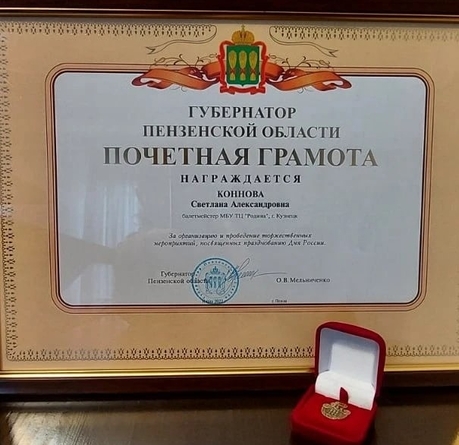 ГУБЕРНАТОР
ПЕНЗЕНСКОЙ ОБЛАСТИ
ПОЧЕТНАЯ ГРАМОТА
НАГРАЖДАЕТСЯ
КОННОВА
Светлана Александровна
балетмейстер МБУ ТЦ "Родина", г. Кузнецк
За организацию и проведение торжественных
мероприятий, посвященных празднованию Дня России.
Губернатор
Пензенской области
О.В. Мельниченко
г. Пенза